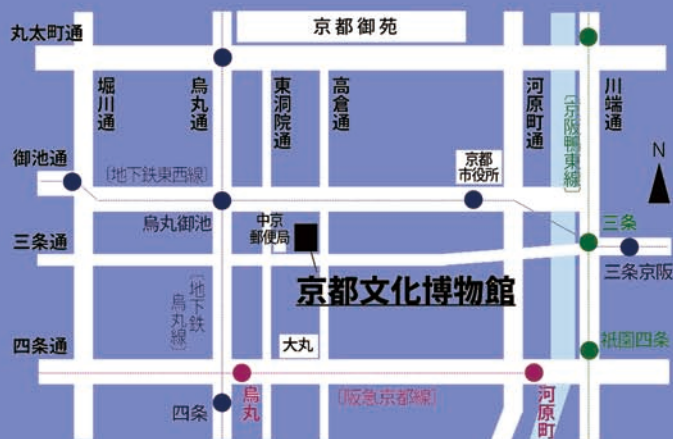 京都御苑
丸太町通
堀川通
烏丸通
東洞院通
高倉通
河原町通
〔京阪鴨東線〕
川端通
N
御池通
〔地下鉄東西線〕
京都
市役所
烏丸御池
中京
郵便局
三条
三条通
三条京阪
京都文化博物館
〔地下鉄
烏丸線〕
大丸
祇園四条
四条通
烏丸
〔阪急京都線〕
河原町
四条